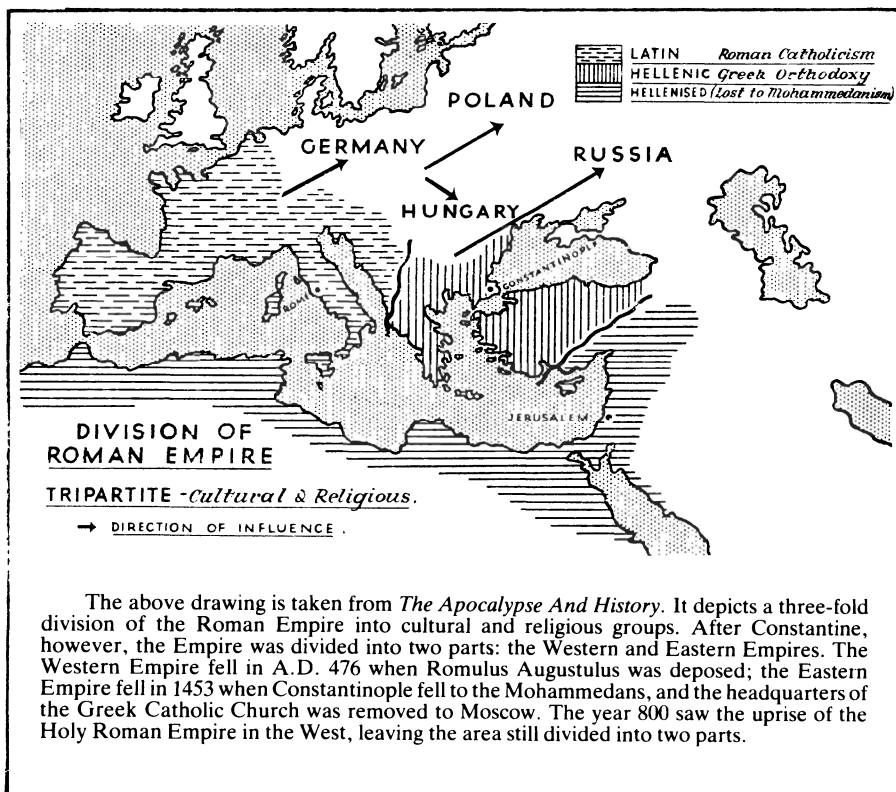 LATIN Roman Catholicism
HELLENIC Greek Orthodoxy
HELLENISED (Lost to Mohammedanism)
POLAND
GERMANY
RUSSIA
HUNGARY
CONSTANTINOPLE
ROME
JERUSALEM
DIVISION OF
ROMAN EMPIRE
TRIPARTITE - Cultural & Religious.
→ DIRECTION OF INFLUENCE .
The above drawing is taken from The Apocalypse And History. It depicts a three-fold
division of the Roman Empire into cultural and religious groups. After Constantine,
however, the Empire was divided into two parts: the Western and Eastern Empires. The
Western Empire fell in A.D. 476 when Romulus Augustulus was deposed; the Eastern
Empire fell in 1453 when Constantinople fell to the Mohammedans, and the headquarters of
the Greek Catholic Church was removed to Moscow. The year 800 saw the uprise of the
Holy Roman Empire in the West, leaving the area still divided into two parts.